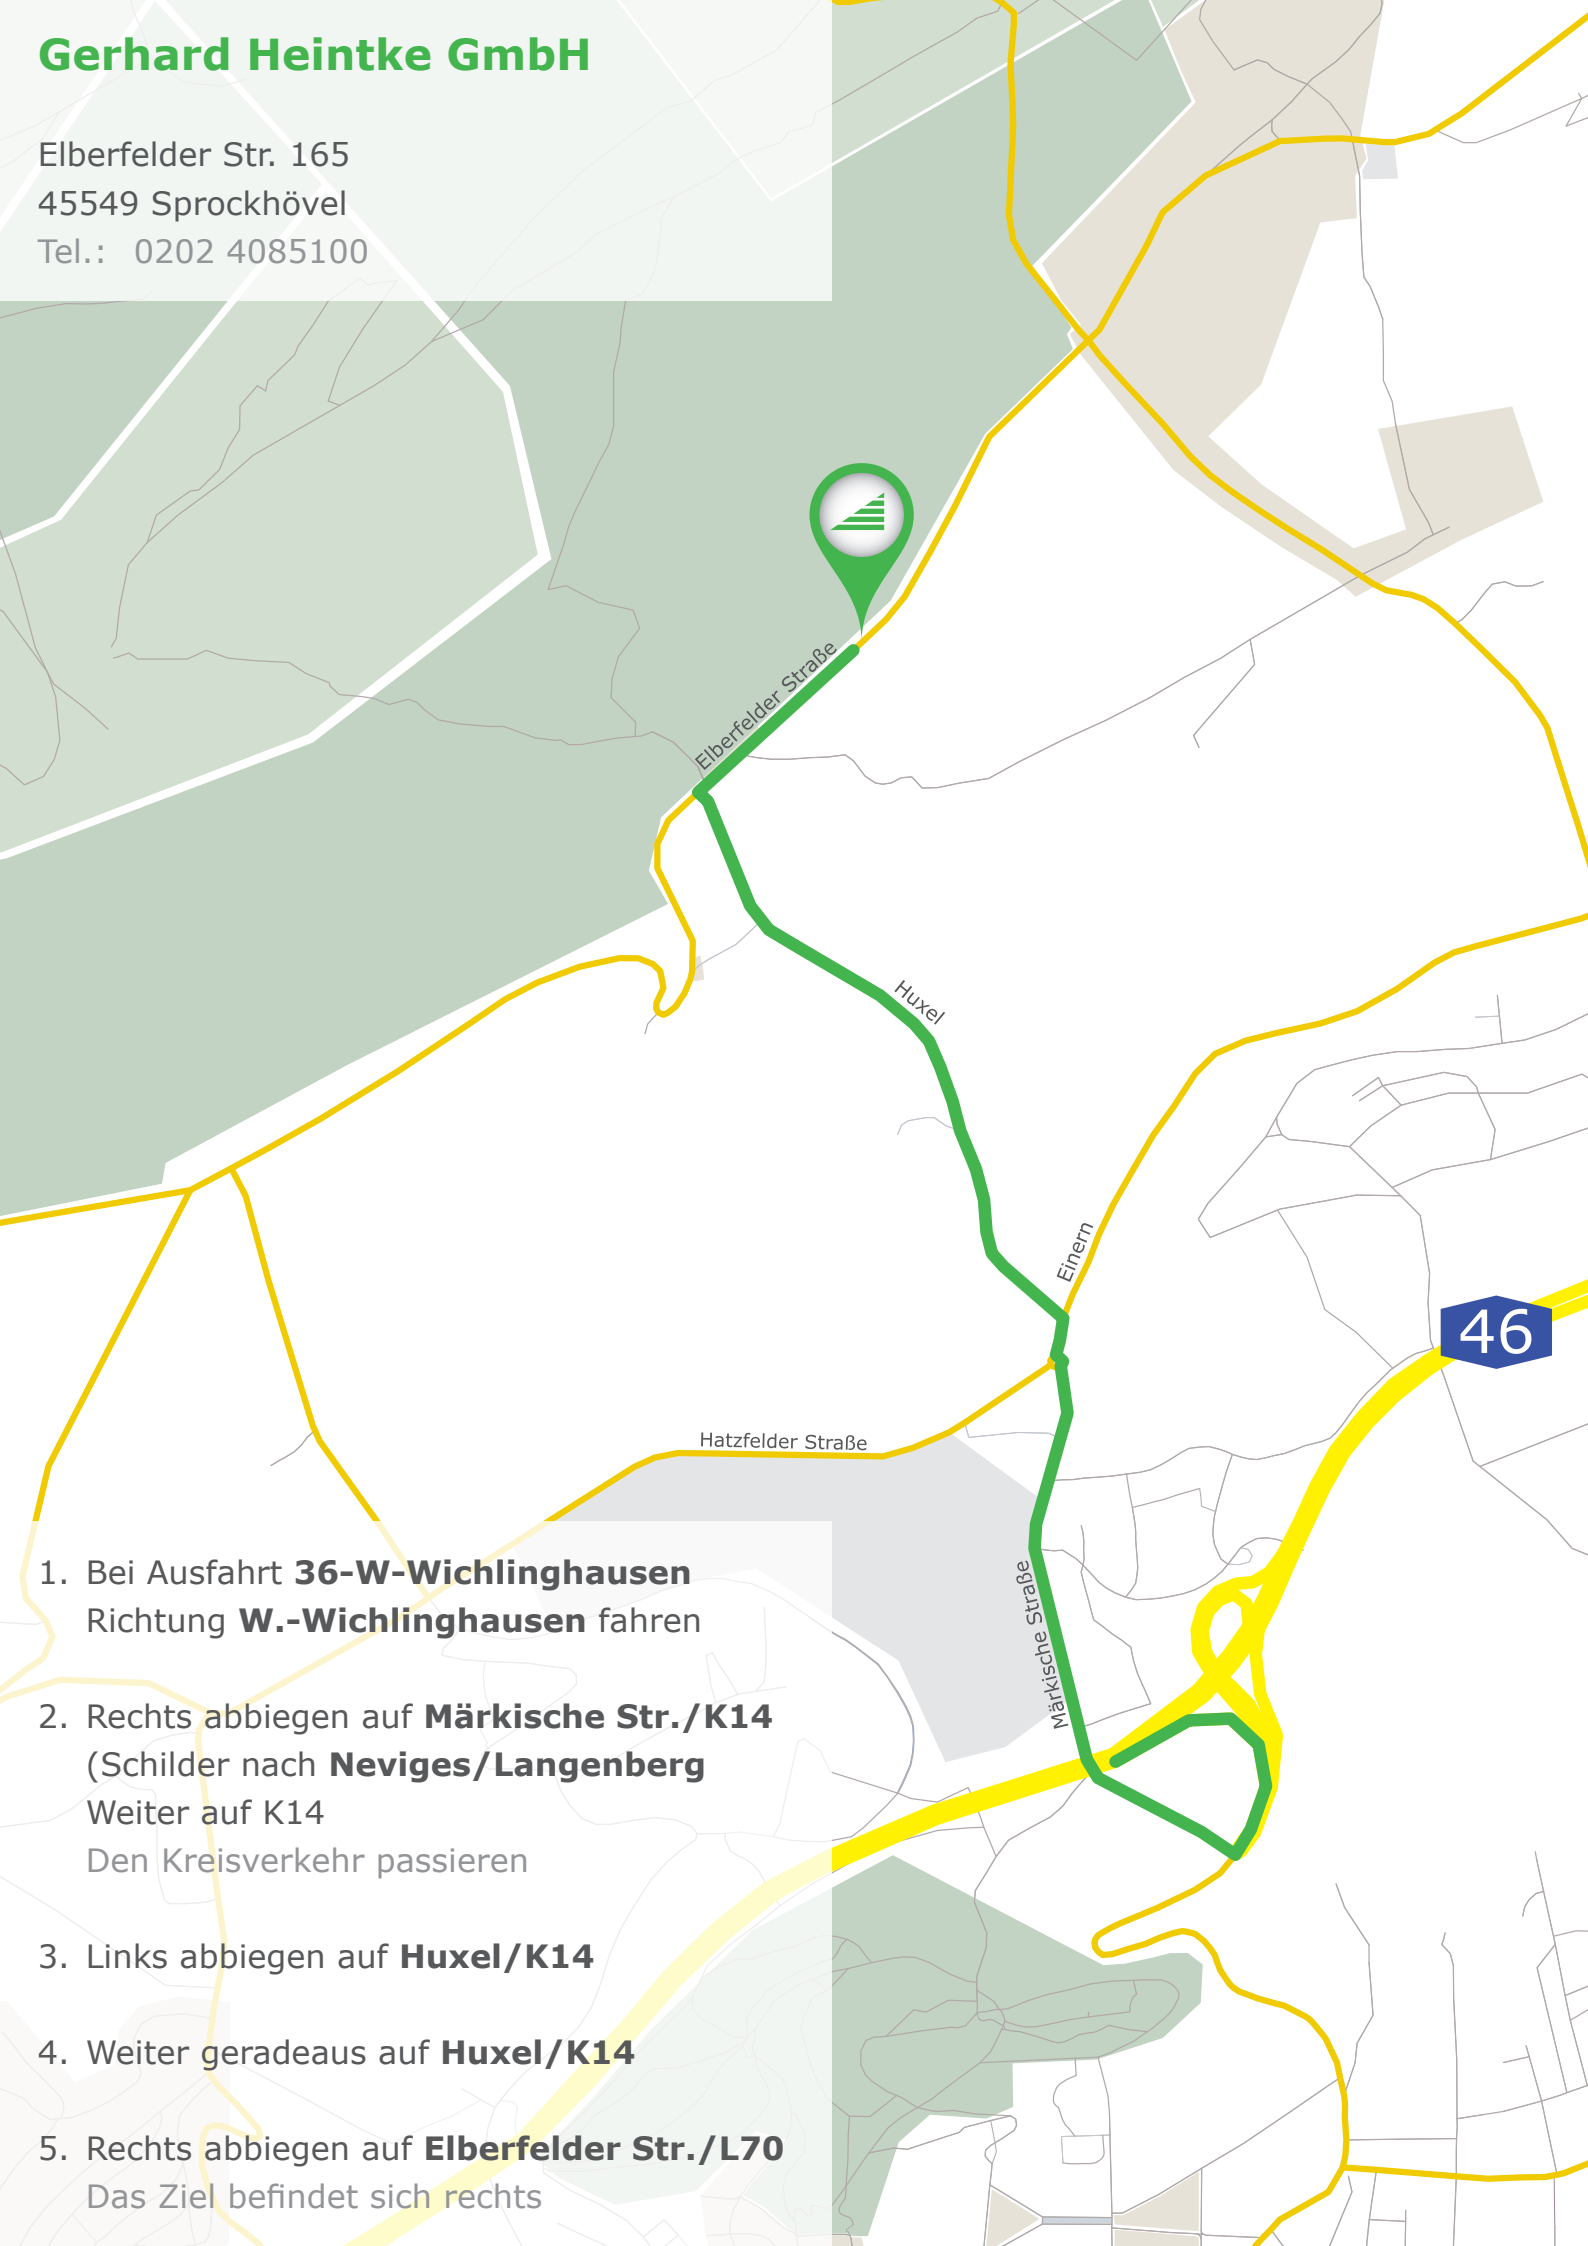 Gerhard Heintke GmbH
Elberfelder Str. 165
45549 Sprockhövel
Tel.: 0202 4085100
Elberfelder Straße
Huxel
Einern
46
Hatzfelder Straße
Märkische Straße
1. Bei Ausfahrt 36-W-Wichlinghausen
Richtung W.-Wichlinghausen fahren
2. Rechts abbiegen auf Märkische Str./K14
(Schilder nach Neviges/Langenberg
Weiter auf K14
Den Kreisverkehr passieren
3. Links abbiegen auf Huxel/K14
4. Weiter geradeaus auf Huxel/K14
5. Rechts abbiegen auf Elberfelder Str./L70
Das Ziel befindet sich rechts